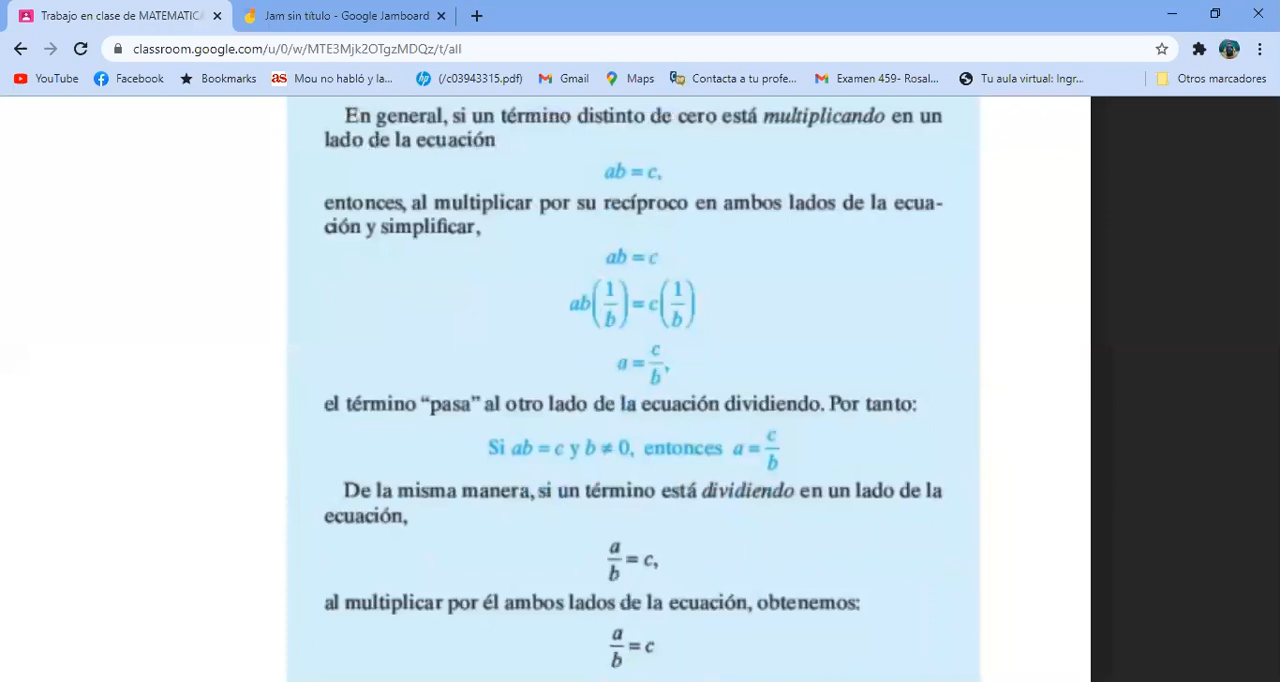 Trabajo en clase de MATEMATICA
Jam sin título - Google Jamboard
classroom.google.com/u/0/w/MTE3Mjk2OTgzMDQz/t/all
YouTube Facebook Bookmarks as Mou no habló y la... hp (/c03943315.pdf) Gmail Maps Contacta a tu profe... Examen 459- Rosal... Tu aula virtual: Ingr... Otros marcadores
En general, si un término distinto de cero está multiplicando en un
lado de la ecuación
ab = c,
entonces, al multiplicar por su recíproco en ambos lados de la ecua-
ción y simplificar,
ab = c
ab(1/b) = c(1/b)
a = c/b,
el término “pasa” al otro lado de la ecuación dividiendo. Por tanto:
Si ab = c y b ≠ 0, entonces a = c/b
De la misma manera, si un término está dividiendo en un lado de la
ecuación,
a/b = c,
al multiplicar por él ambos lados de la ecuación, obtenemos:
a/b = c